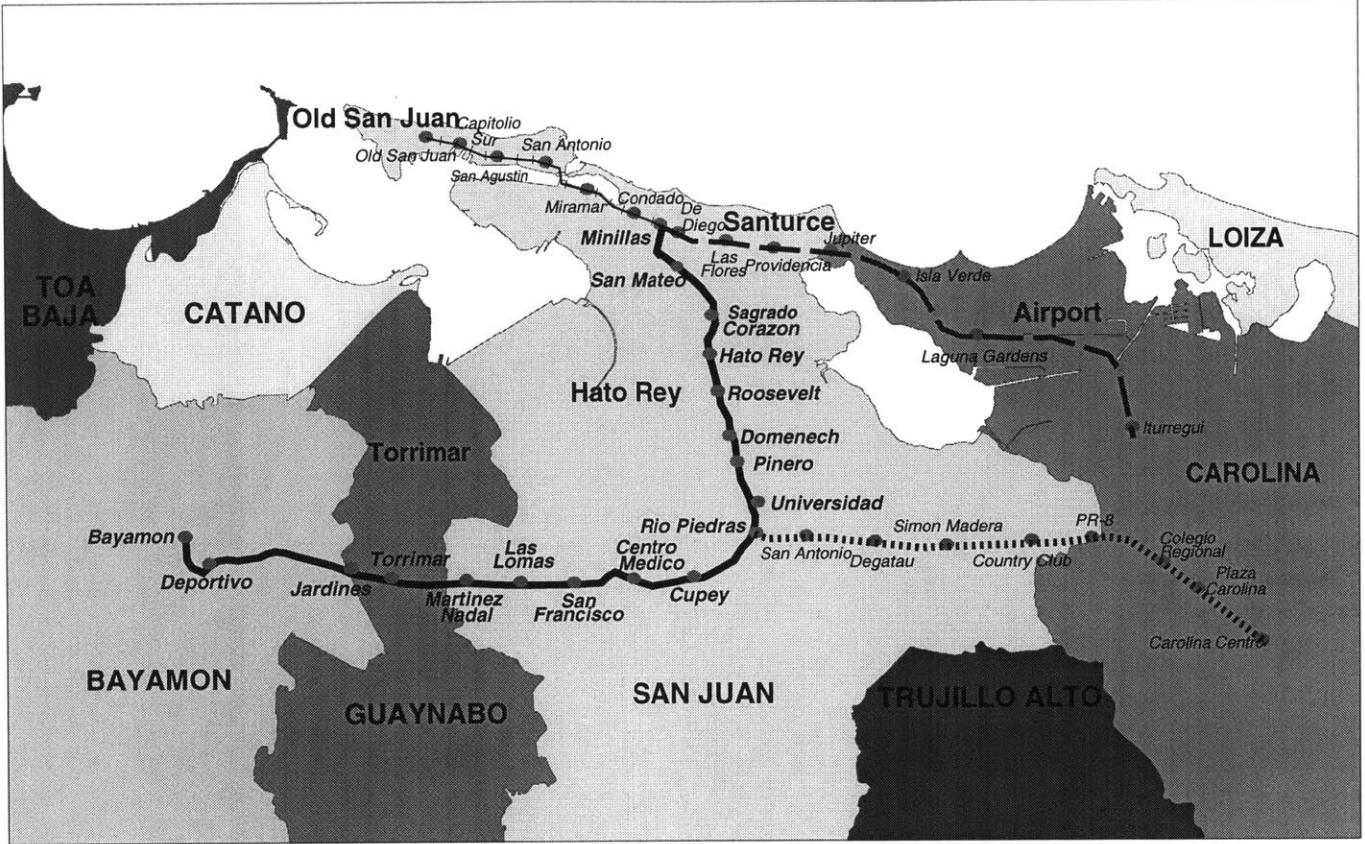 Old San Juan
Capitolio
Sur
San Antonio
Old San Juan
San Agustin
Miramar
Condado
De
Diego
Santurce
Minillas
Las
Flores
Providencia
Jupiter
San Mateo
Isla Verde
LOIZA
TOA
BAJA
CATANO
Sagrado
Corazon
Airport
Hato Rey
Laguna Gardens
Hato Rey
Roosevelt
Iturregui
Domenech
Torrimar
Pinero
CAROLINA
Universidad
Bayamon
Rio Piedras
San Antonio
Degatau
Simon Madera
Country Club
PR-8
Colegio
Regional
Plaza
Carolina
Carolina Centro
Deportivo
Jardines
Torrimar
Martinez
Nadal
Las
Lomas
San
Francisco
Centro
Medico
Cupey
BAYAMON
GUAYNABO
SAN JUAN
TRUJILLO ALTO